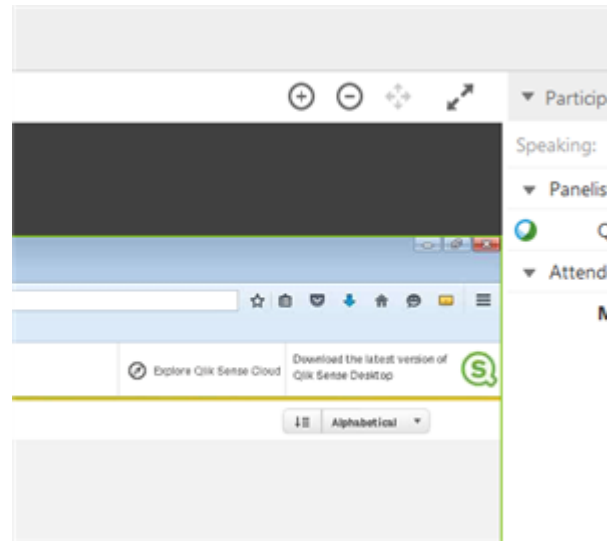 Particip
Speaking:
Panelis
Q
Attend
M
Explore Qlik Sense Cloud
Download the latest version of
Qlik Sense Desktop
S
Alphabetical